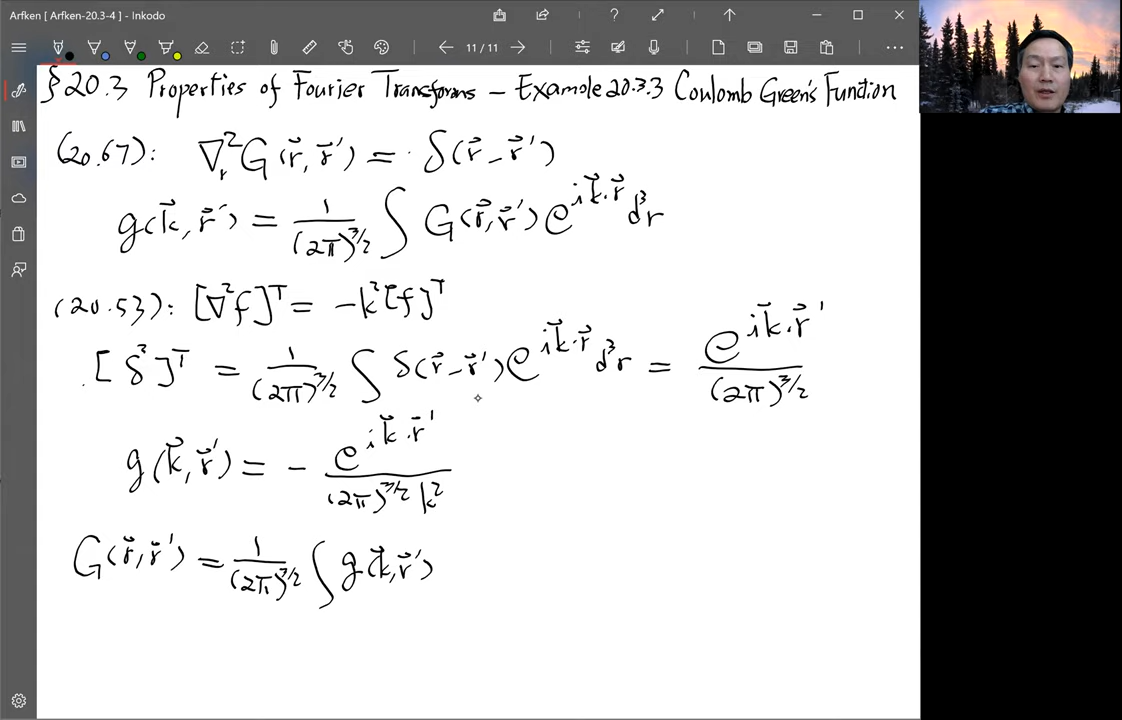 Arfken [ Arfken-20.3-4 ] - Inkodo
11 / 11
§ 20.3 Properties of Fourier Transforms – Example 20.3.3 Coulomb Green's Function
(20.67): ∇²_r G(r⃗, r⃗′) = · δ(r⃗ – r⃗′)
g(k⃗, r⃗′) = 1/(2π)^{3/2} ∫ G(r⃗, r⃗′) e^{ik⃗·r⃗} d³r
(20.53): [∇²f]^T = –k²[f]^T
[δ³]^T = 1/(2π)^{3/2} ∫ δ(r⃗ – r⃗′) e^{ik⃗·r⃗} d³r = e^{ik⃗·r⃗′}/(2π)^{3/2}
g(k⃗, r⃗′) = – e^{ik⃗·r⃗′}/((2π)^{3/2} k²)
G(r⃗, r⃗′) = 1/(2π)^{3/2} ∫ g(k⃗, r⃗′)